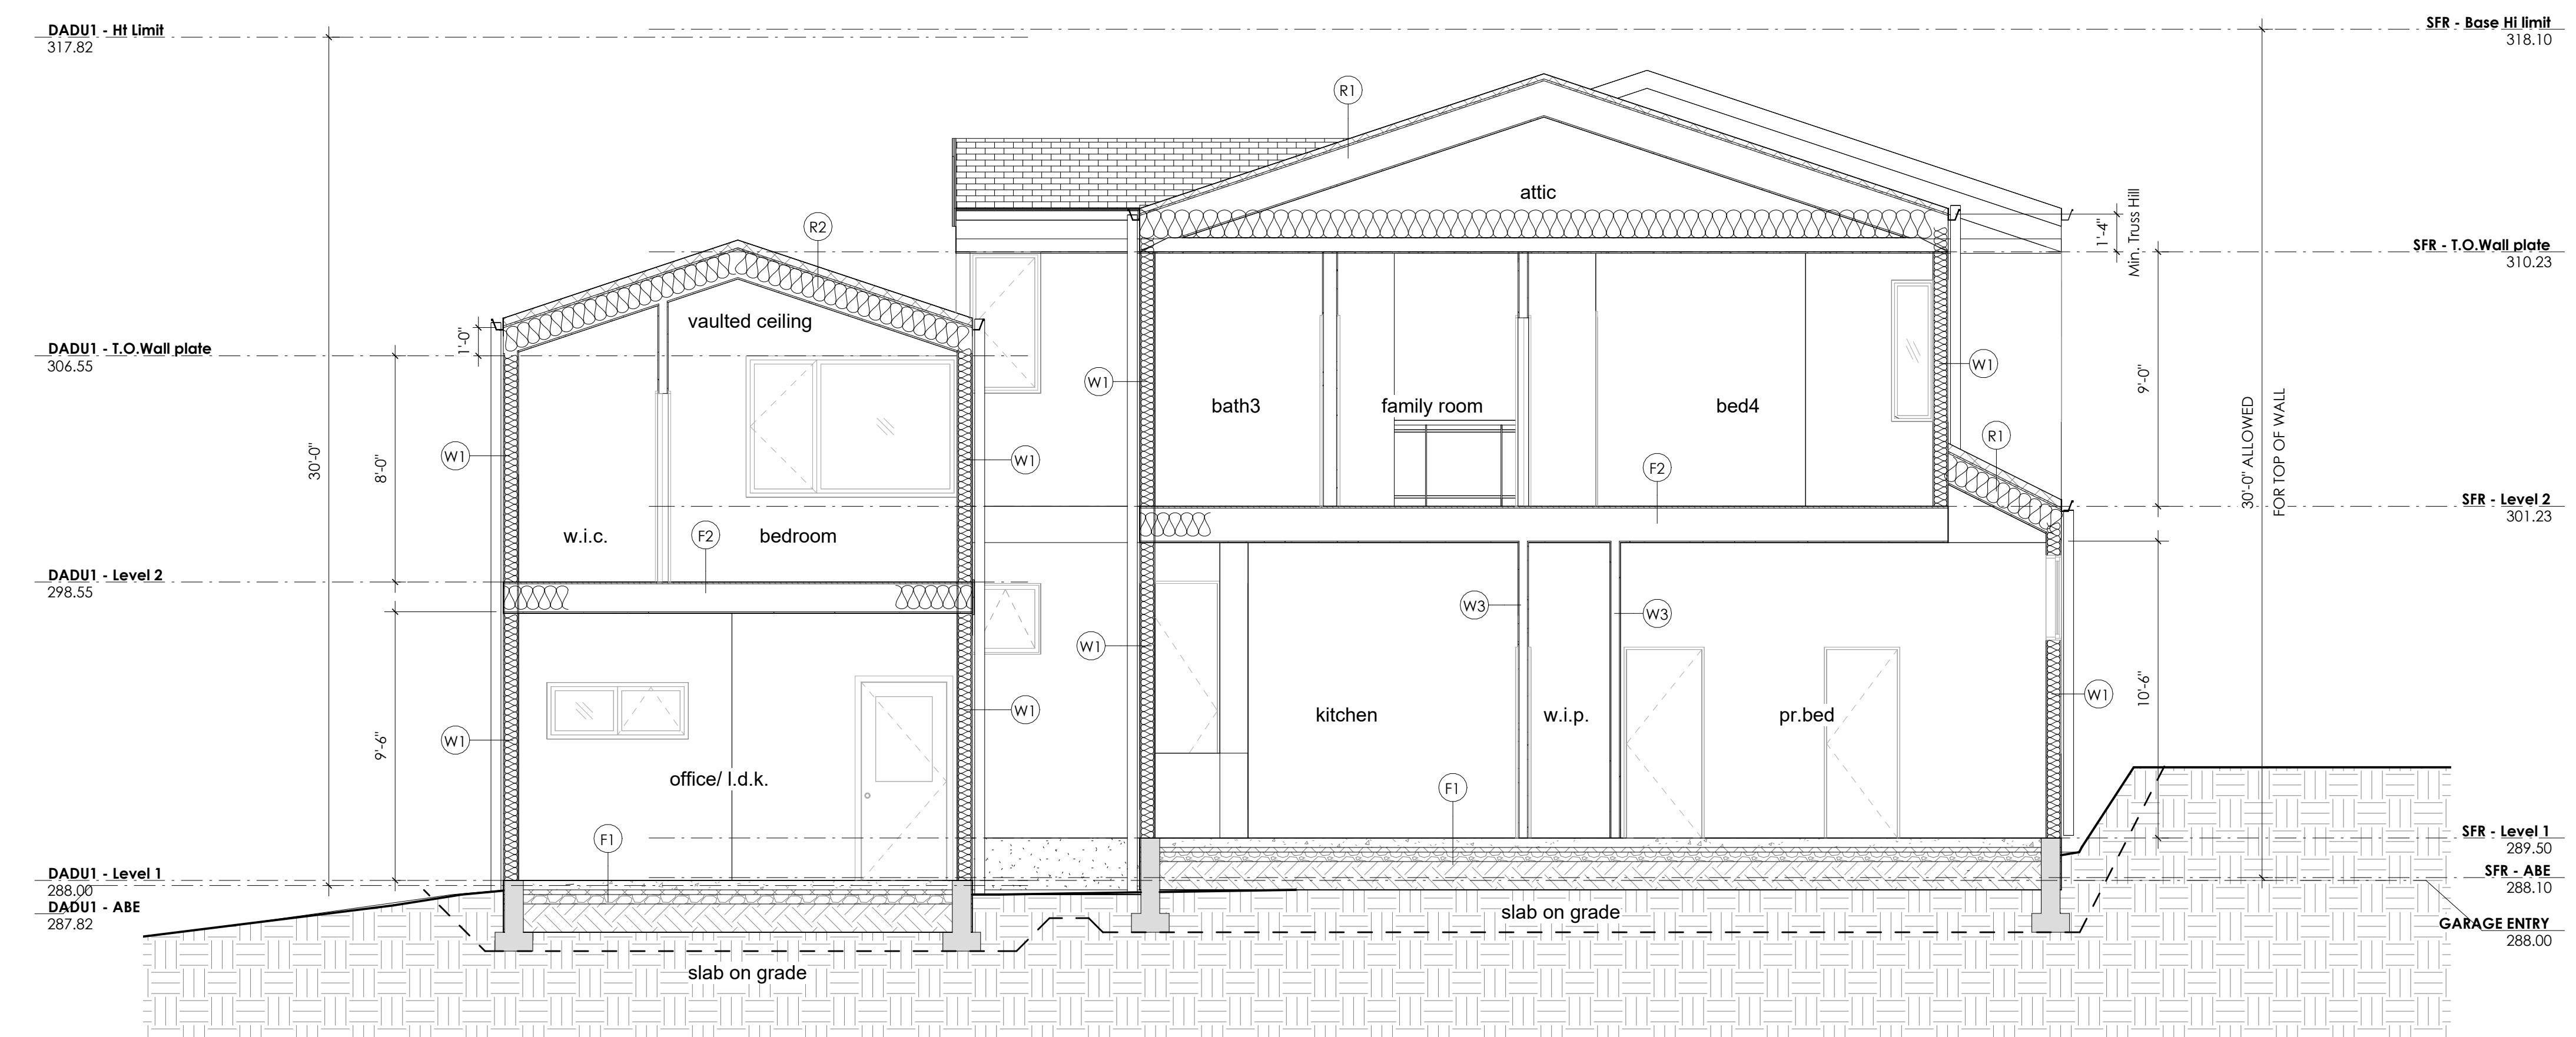 DADU1 - Ht Limit
317.82
SFR - Base Hi limit
318.10
R1
attic
1'-4"
Min. Truss Hill
R2
SFR - T.O.Wall plate
310.23
vaulted ceiling
1'-0"
DADU1 - T.O.Wall plate
306.55
W1
W1
9'-0"
bath3
family room
bed4
30'-0" ALLOWED
FOR TOP OF WALL
30'-0"
8'-0"
W1
W1
R1
F2
SFR - Level 2
301.23
w.i.c.
F2
bedroom
DADU1 - Level 2
298.55
W3
W3
W1
W1
10'-6"
W1
W1
9'-6"
kitchen
w.i.p.
pr.bed
office/ l.d.k.
F1
F1
SFR - Level 1
289.50
DADU1 - Level 1
288.00
SFR - ABE
288.10
DADU1 - ABE
287.82
slab on grade
GARAGE ENTRY
288.00
slab on grade